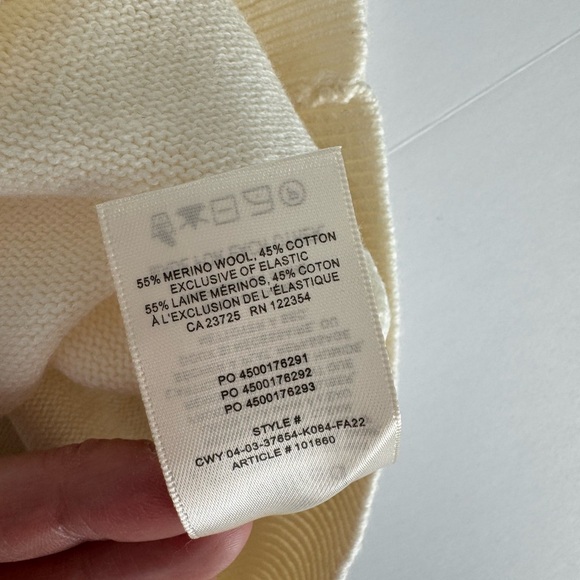 55% MERINO WOOL, 45% COTTON
EXCLUSIVE OF ELASTIC
55% LAINE MÉRINOS, 45% COTON
À L'EXCLUSION DE L'ÉLASTIQUE
CA 23725 RN 122354
PO 4500176291
PO 4500176292
PO 4500176293
STYLE #
CWY 04-03-37654-K084-FA22
ARTICLE # 101860